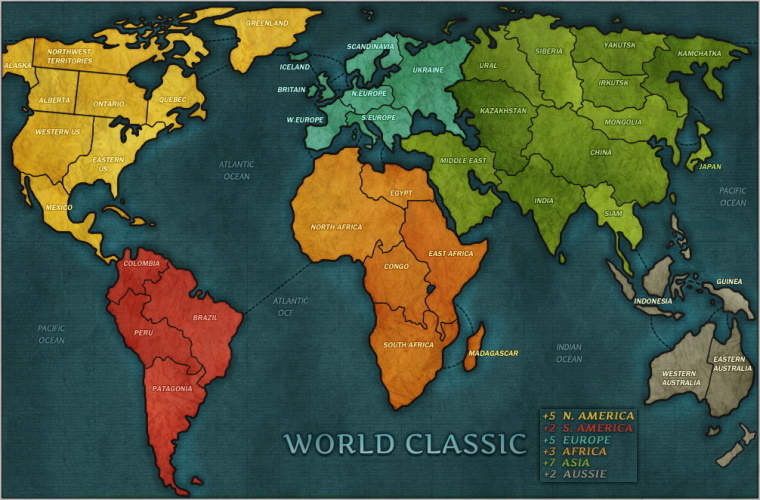 GREENLAND
ALASKA
NORTHWEST
TERRITORIES
ALBERTA
ONTARIO
QUEBEC
WESTERN US
EASTERN
US
MEXICO
ATLANTIC
OCEAN
SCANDINAVIA
ICELAND
BRITAIN
N.EUROPE
W.EUROPE
S.EUROPE
UKRAINE
URAL
SIBERIA
YAKUTSK
KAMCHATKA
IRKUTSK
KAZAKHSTAN
MONGOLIA
CHINA
JAPAN
MIDDLE EAST
INDIA
SIAM
PACIFIC
OCEAN
EGYPT
NORTH AFRICA
EAST AFRICA
CONGO
SOUTH AFRICA
MADAGASCAR
COLOMBIA
BRAZIL
PERU
PATAGONIA
ATLANTIC
OCE
PACIFIC
OCEAN
INDIAN
OCEAN
GUINEA
INDONESIA
WESTERN
AUSTRALIA
EASTERN
AUSTRALIA
WORLD CLASSIC
+5 N. AMERICA
+2 S. AMERICA
+5 EUROPE
+3 AFRICA
+7 ASIA
+2 AUSSIE